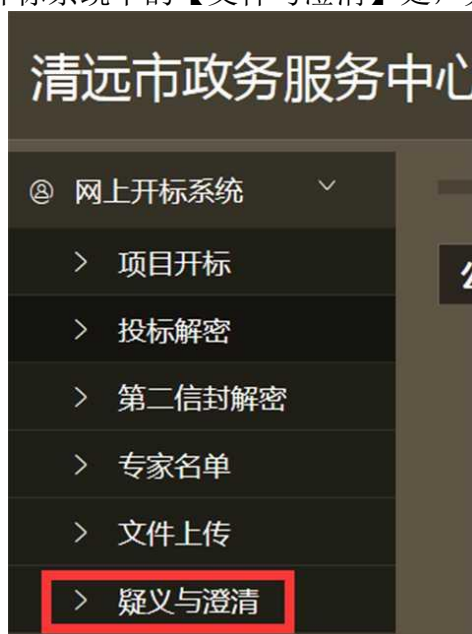 清远市政务服务中心
网上开标系统
项目开标
投标解密
第二信封解密
专家名单
文件上传
疑义与澄清